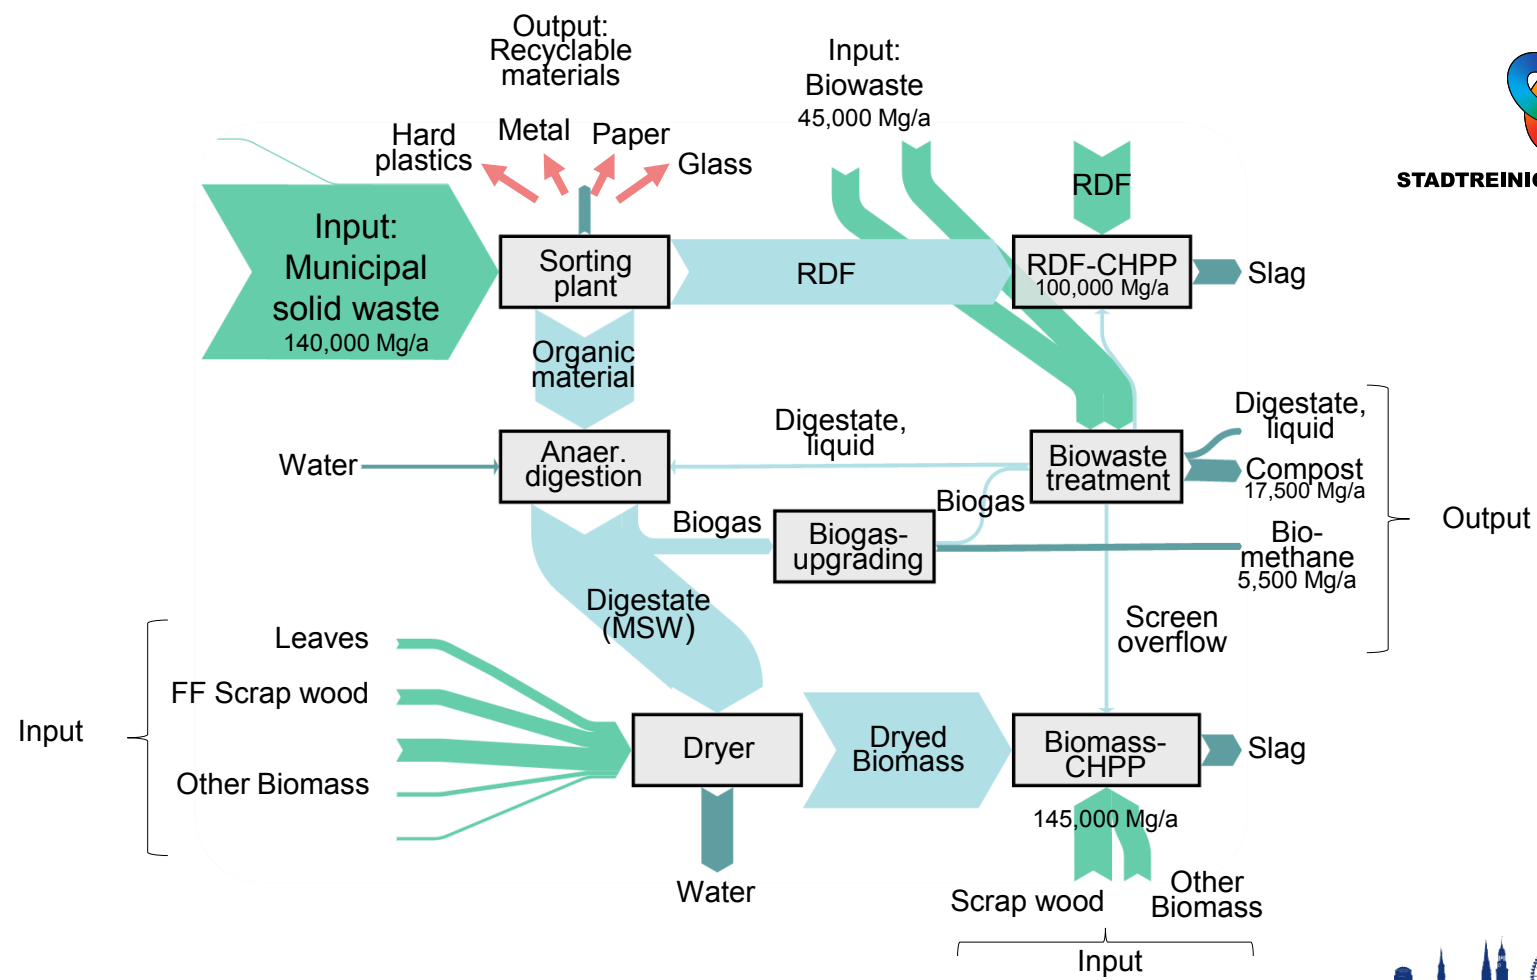 Output:
Recyclable
materials
Input:
Biowaste
45,000 Mg/a
Hard
plastics
Metal
Paper
Glass
RDF
Input:
Municipal
solid waste
140,000 Mg/a
Sorting
plant
RDF
RDF-CHPP
100,000 Mg/a
Slag
Organic
material
Water
Anaer.
digestion
Digestate,
liquid
Biowaste
treatment
Digestate,
liquid
Compost
17,500 Mg/a
Biogas
Biogas-
upgrading
Biogas
Bio-
methane
5,500 Mg/a
Output
Digestate
(MSW)
Screen
overflow
Input
Leaves
FF Scrap wood
Other Biomass
Dryer
Dryed
Biomass
Biomass-
CHPP
Slag
145,000 Mg/a
Water
Scrap wood
Other
Biomass
Input